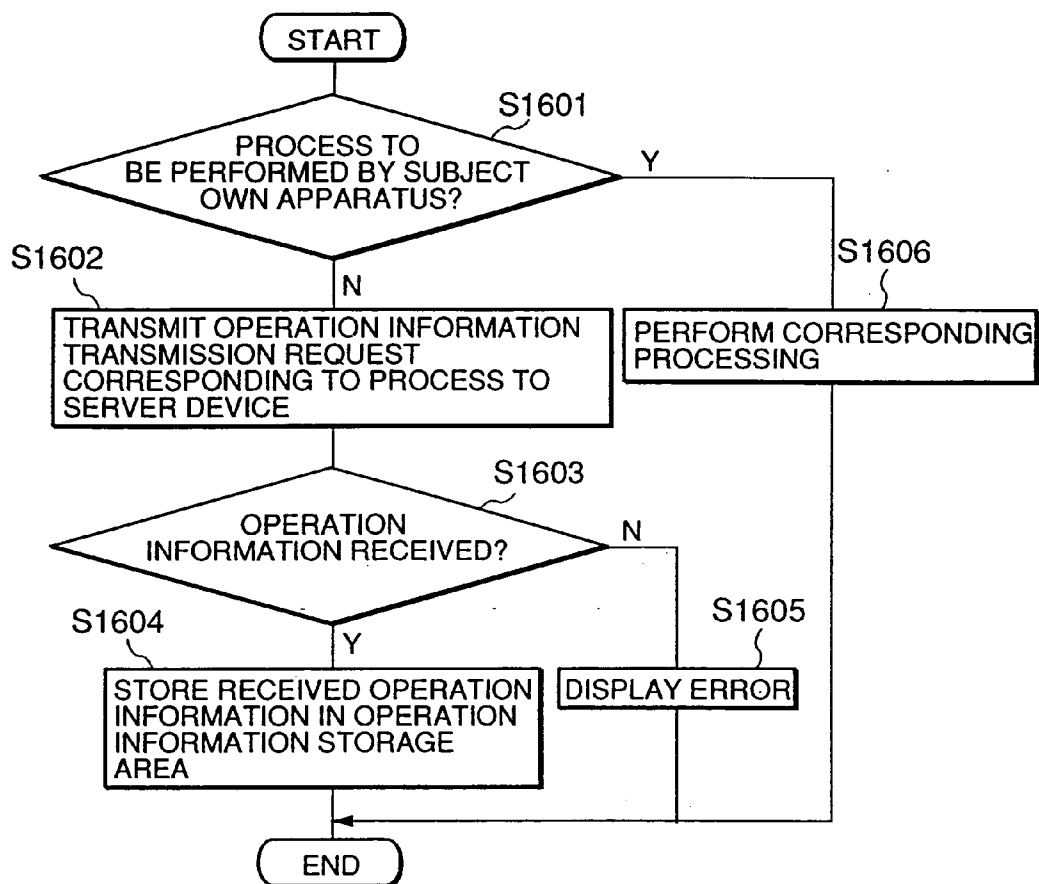 START
S1601
PROCESS TO
BE PERFORMED BY SUBJECT
OWN APPARATUS?
Y
S1602
N
S1606
TRANSMIT OPERATION INFORMATION
TRANSMISSION REQUEST
CORRESPONDING TO PROCESS TO
SERVER DEVICE
PERFORM CORRESPONDING
PROCESSING
S1603
OPERATION
INFORMATION RECEIVED?
N
S1604
Y
S1605
STORE RECEIVED OPERATION
INFORMATION IN OPERATION
INFORMATION STORAGE
AREA
DISPLAY ERROR
END